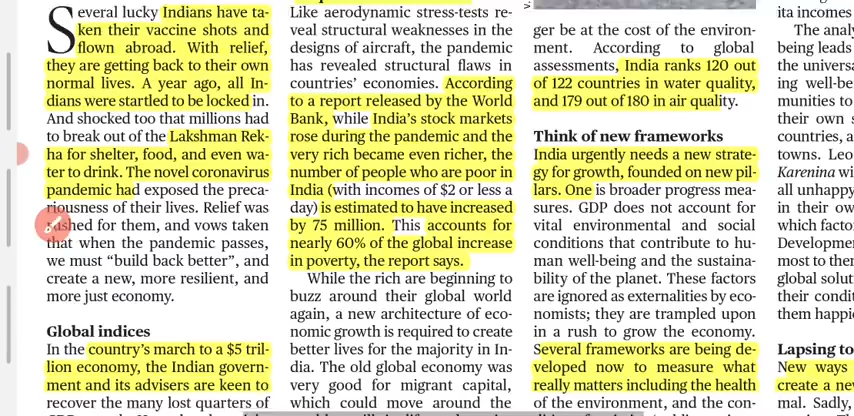 Several lucky Indians have ta-
ken their vaccine shots and
flown abroad. With relief,
they are getting back to their own
normal lives. A year ago, all In-
dians were startled to be locked in.
And shocked too that millions had
to break out of the Lakshman Rek-
ha for shelter, food, and even wa-
ter to drink. The novel coronavirus
pandemic had exposed the preca-
riousness of their lives. Relief was
rushed for them, and vows taken
that when the pandemic passes,
we must “build back better”, and
create a new, more resilient, and
more just economy.
Global indices
In the country’s march to a $5 tril-
lion economy, the Indian govern-
ment and its advisers are keen to
recover the many lost quarters of
Like aerodynamic stress-tests re-
veal structural weaknesses in the
designs of aircraft, the pandemic
has revealed structural flaws in
countries’ economies. According
to a report released by the World
Bank, while India’s stock markets
rose during the pandemic and the
very rich became even richer, the
number of people who are poor in
India (with incomes of $2 or less a
day) is estimated to have increased
by 75 million. This accounts for
nearly 60% of the global increase
in poverty, the report says.
While the rich are beginning to
buzz around their global world
again, a new architecture of eco-
nomic growth is required to create
better lives for the majority in In-
dia. The old global economy was
very good for migrant capital,
which could move around the
V.
ger be at the cost of the environ-
ment. According to global
assessments, India ranks 120 out
of 122 countries in water quality,
and 179 out of 180 in air quality.
Think of new frameworks
India urgently needs a new strate-
gy for growth, founded on new pil-
lars. One is broader progress mea-
sures. GDP does not account for
vital environmental and social
conditions that contribute to hu-
man well-being and the sustaina-
bility of the planet. These factors
are ignored as externalities by eco-
nomists; they are trampled upon
in a rush to grow the economy.
Several frameworks are being de-
veloped now to measure what
really matters including the health
of the environment, and the con-
ita incomes
The analy
being leads
the universa
ing well-be
munities to
their own s
countries, a
towns. Leo
Karenina wi
all unhappy
in their ow
which facto
Developmen
most to ther
global solut
their condit
them happie
Lapsing to
New ways
create a new
mal. Sadly,